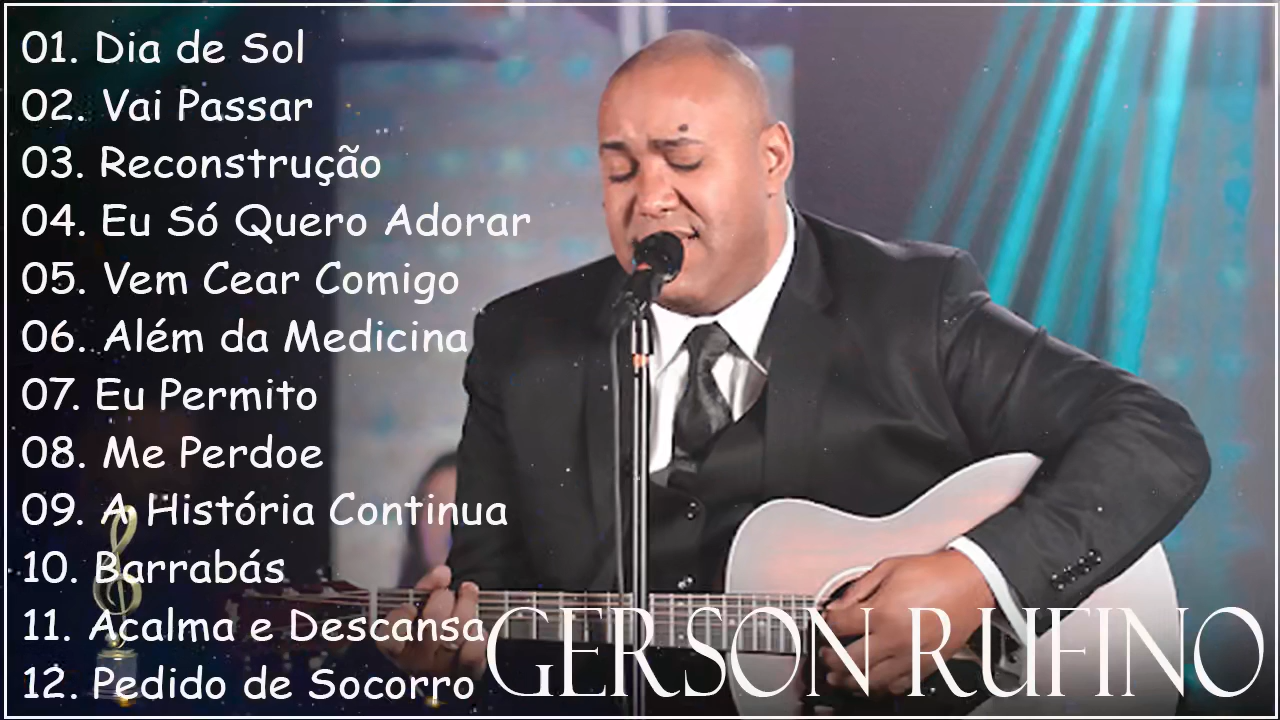 01. Dia de Sol
02. Vai Passar
03. Reconstrução
04. Eu Só Quero Adorar
05. Vem Cear Comigo
06. Além da Medicina
07. Eu Permito
08. Me Perdoe
09. A História Continua
10. Barrabás
11. Acalma e Descansa
12. Pedido de Socorro
GERSON RUFINO